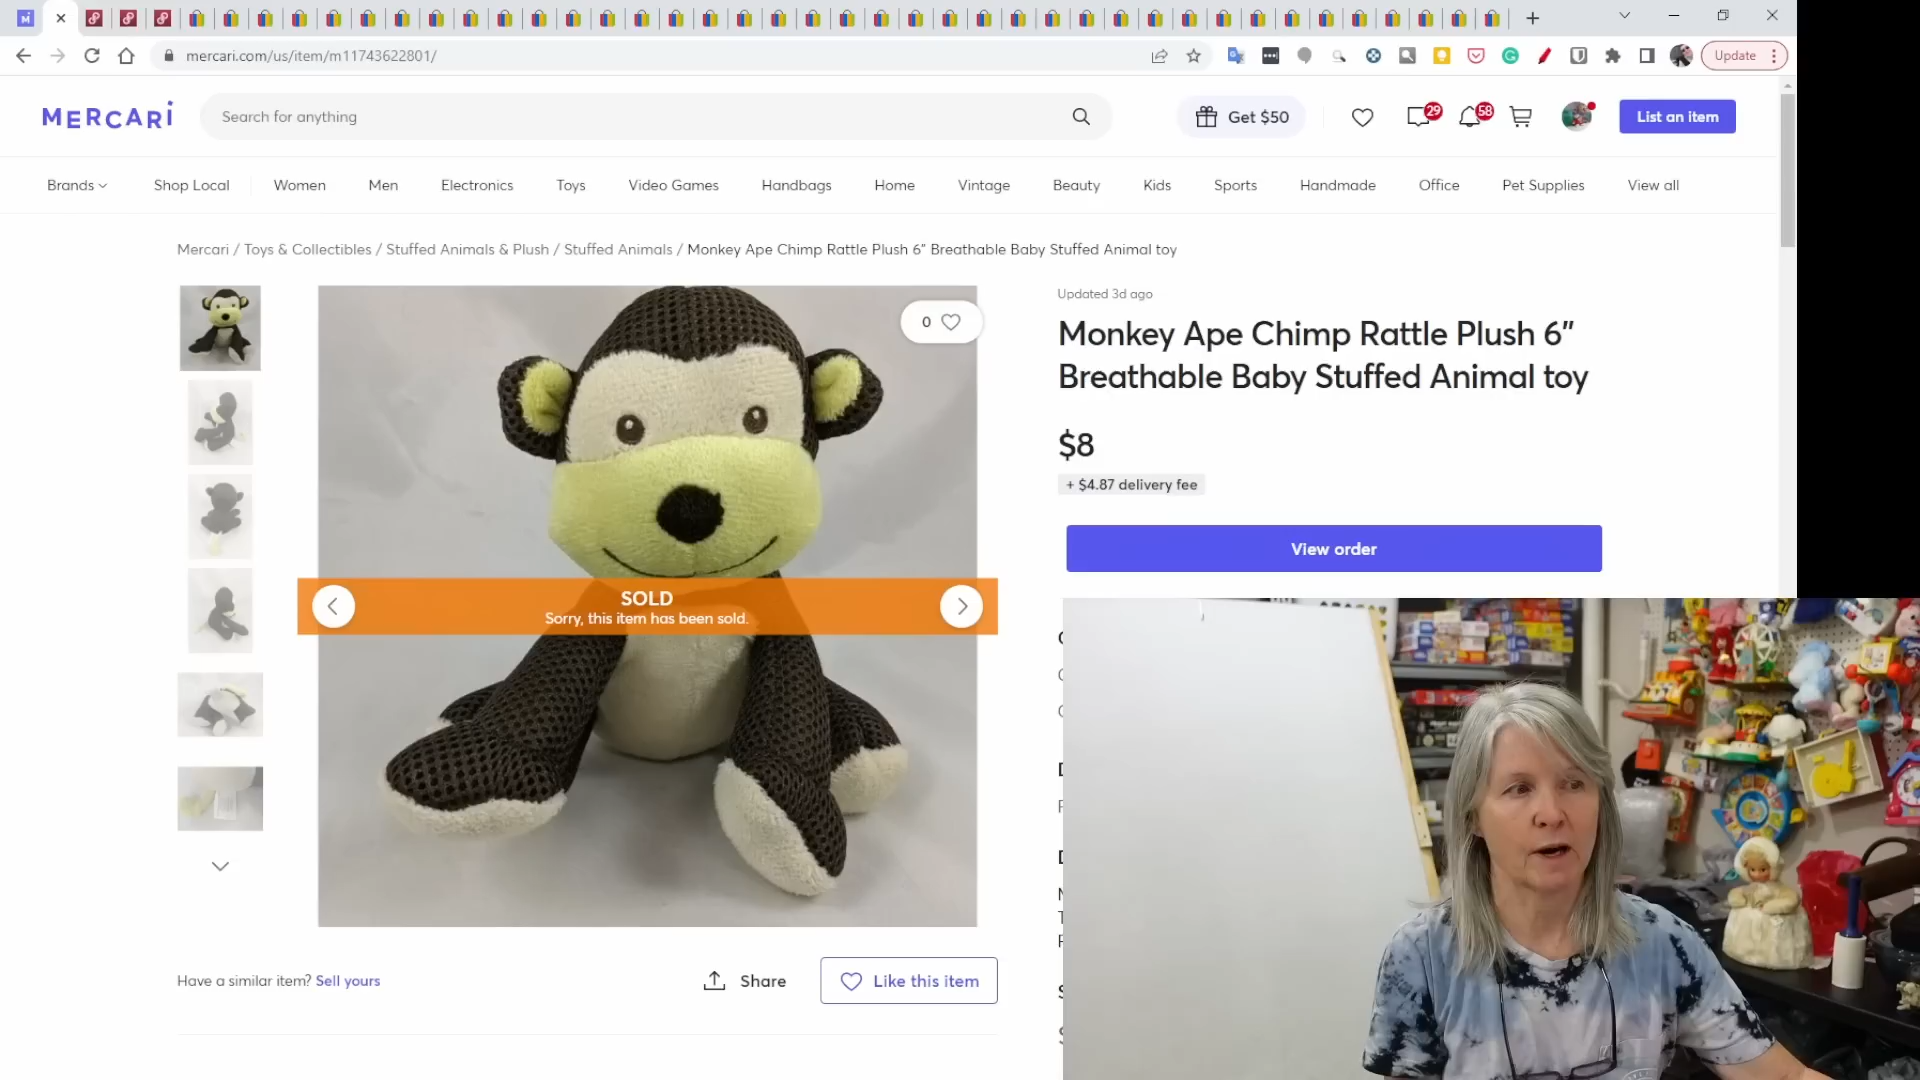 mercari.com/us/item/m11743622801/
Update
MERCARI
Search for anything
Get $50
29
58
List an item
Brands
Shop Local
Women
Men
Electronics
Toys
Video Games
Handbags
Home
Vintage
Beauty
Kids
Sports
Handmade
Office
Pet Supplies
View all
Mercari / Toys & Collectibles / Stuffed Animals & Plush / Stuffed Animals / Monkey Ape Chimp Rattle Plush 6" Breathable Baby Stuffed Animal toy
Updated 3d ago
Monkey Ape Chimp Rattle Plush 6"
Breathable Baby Stuffed Animal toy
$8
+ $4.87 delivery fee
View order
0
SOLD
Sorry, this item has been sold.
Have a similar item? Sell yours
Share
Like this item